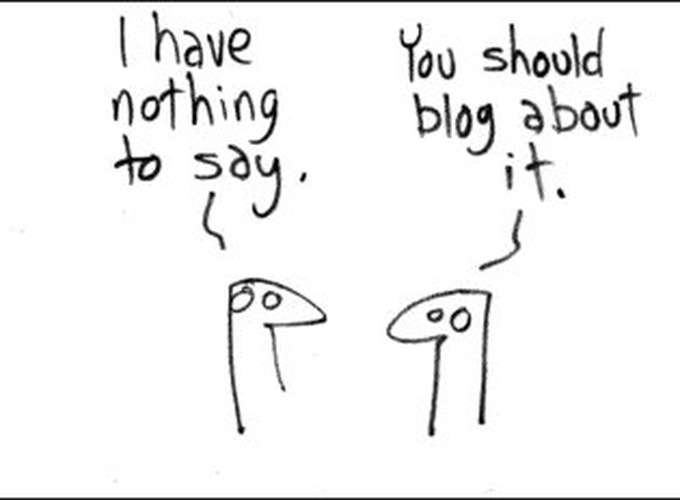 I have
nothing
to say.
You should
blog about
it.